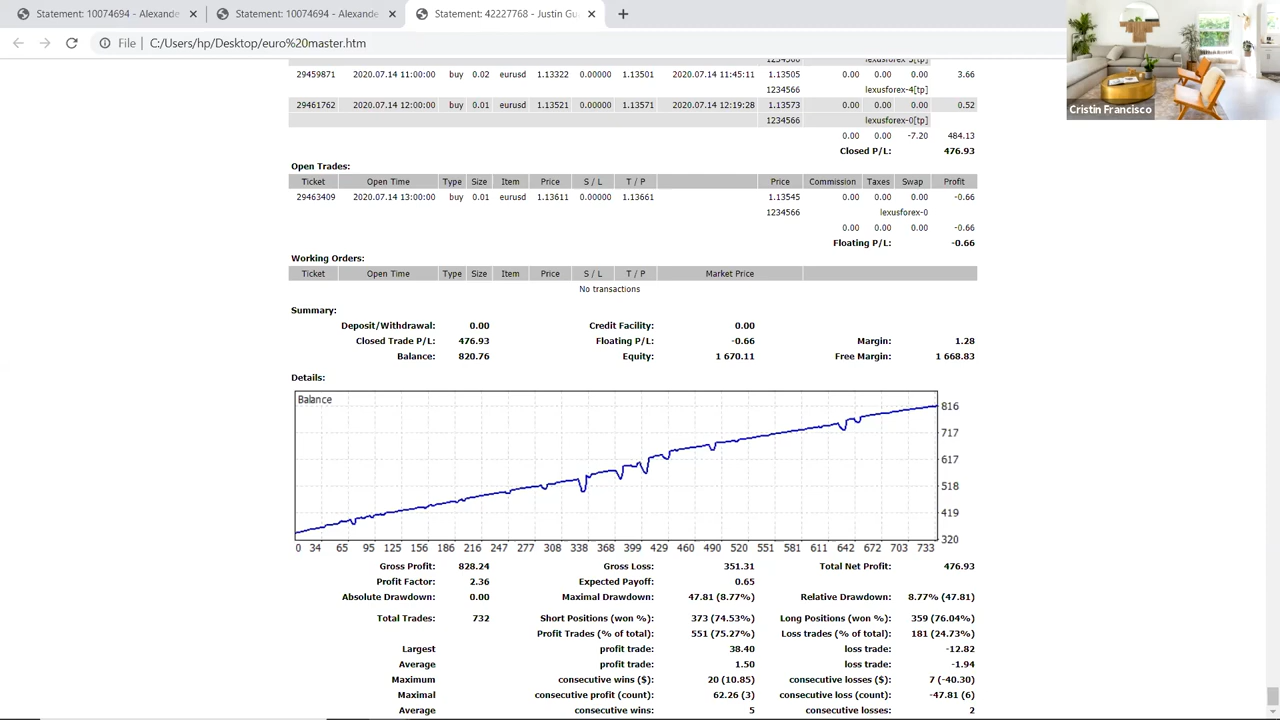 Statement: 10074694 - Alexande
Statement: 10074694 - Alexande
Statement: 42227768 - Justin Gu
File C:/Users/hp/Desktop/euro%20master.htm
Cristin Francisco
29459871 2020.07.14 11:00:00 buy 0.02 eurusd 1.13322 0.00000 1.13501 2020.07.14 11:45:11 1.13505 0.00 0.00 0.00 3.66
1234566 lexusforex-4[tp]
29461762 2020.07.14 12:00:00 buy 0.01 eurusd 1.13521 0.00000 1.13571 2020.07.14 12:19:28 1.13573 0.00 0.00 0.00 0.52
1234566 lexusforex-0[tp]
0.00 0.00 -7.20 484.13
Closed P/L: 476.93
Open Trades:
Ticket Open Time Type Size Item Price S / L T / P Price Commission Taxes Swap Profit
29463409 2020.07.14 13:00:00 buy 0.01 eurusd 1.13611 0.00000 1.13661 1.13545 0.00 0.00 0.00 -0.66
1234566 lexusforex-0
0.00 0.00 0.00 -0.66
Floating P/L: -0.66
Working Orders:
Ticket Open Time Type Size Item Price S / L T / P Market Price
No transactions
Summary:
Deposit/Withdrawal: 0.00 Credit Facility: 0.00
Closed Trade P/L: 476.93 Floating P/L: -0.66 Margin: 1.28
Balance: 820.76 Equity: 1 670.11 Free Margin: 1 668.83
Details:
Balance
816
717
617
518
419
320
0 34 65 95 125 156 186 216 247 277 308 338 368 399 429 460 490 520 551 581 611 642 672 703 733
Gross Profit: 828.24 Gross Loss: 351.31 Total Net Profit: 476.93
Profit Factor: 2.36 Expected Payoff: 0.65
Absolute Drawdown: 0.00 Maximal Drawdown: 47.81 (8.77%) Relative Drawdown: 8.77% (47.81)
Total Trades: 732 Short Positions (won %): 373 (74.53%) Long Positions (won %): 359 (76.04%)
Profit Trades (% of total): 551 (75.27%) Loss trades (% of total): 181 (24.73%)
Largest profit trade: 38.40 loss trade: -12.82
Average profit trade: 1.50 loss trade: -1.94
Maximum consecutive wins ($): 20 (10.85) consecutive losses ($): 7 (-40.30)
Maximal consecutive profit (count): 62.26 (3) consecutive loss (count): -47.81 (6)
Average consecutive wins: 5 consecutive losses: 2